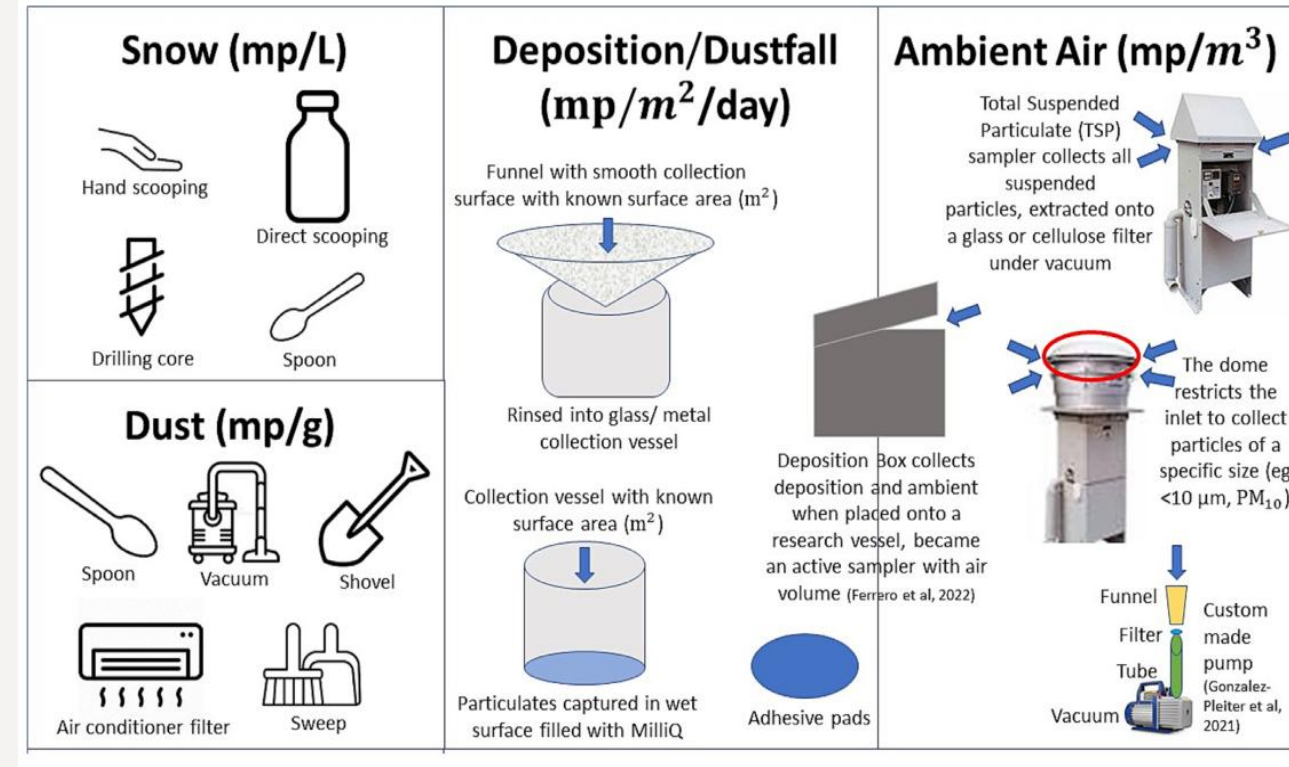 Snow (mp/L)
Hand scooping
Direct scooping
Drilling core
Spoon
Dust (mp/g)
Spoon
Vacuum
Shovel
Air conditioner filter
Sweep
Deposition/Dustfall
(mp/m²/day)
Funnel with smooth collection
surface with known surface area (m²)
Rinsed into glass/ metal
collection vessel
Collection vessel with known
surface area (m²)
Particulates captured in wet
surface filled with MilliQ
Deposition Box collects
deposition and ambient
when placed onto a
research vessel, became
an active sampler with air
volume (Ferrero et al, 2022)
Adhesive pads
Ambient Air (mp/m³)
Total Suspended
Particulate (TSP)
sampler collects all
suspended
particles, extracted onto
a glass or cellulose filter
under vacuum
The dome
restricts the
inlet to collect
particles of a
specific size (eg
<10 μm, PM₁₀)
Funnel
Filter
Tube
Vacuum
Custom
made
pump
(Gonzalez-
Pleiter et al,
2021)